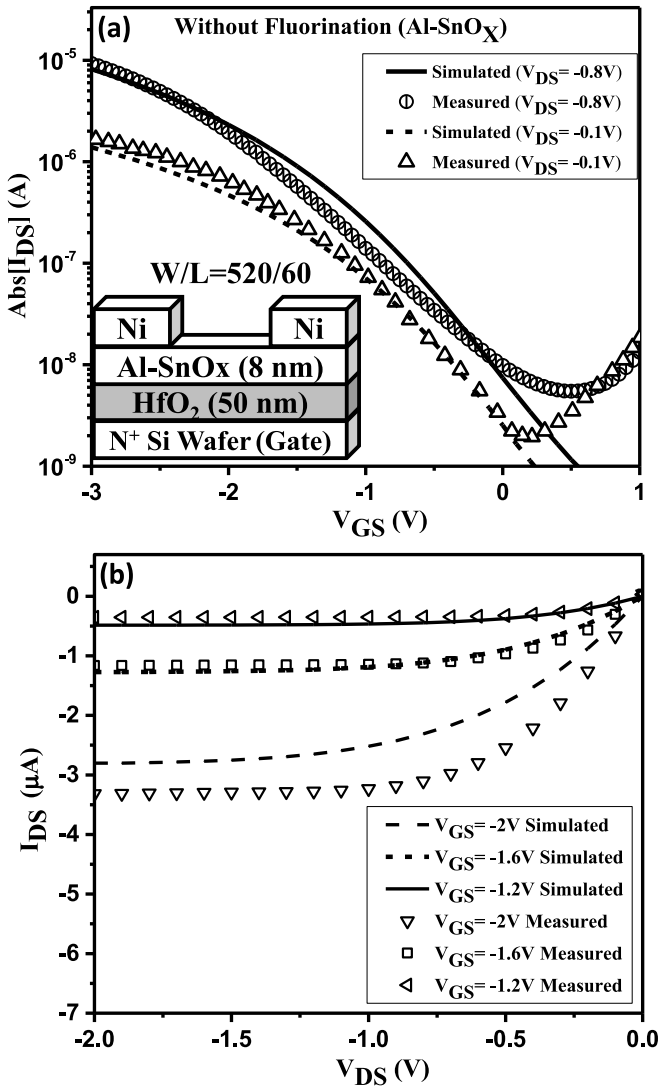 (a)
Without Fluorination (Al-SnOX)
Simulated (VDS= -0.8V)
Measured (VDS= -0.8V)
Simulated (VDS= -0.1V)
Measured (VDS= -0.1V)
10-5
10-6
10-7
10-8
10-9
Abs[IDS] (A)
W/L=520/60
Ni
Ni
Al-SnOx (8 nm)
HfO2 (50 nm)
N+ Si Wafer (Gate)
-3
-2
-1
0
1
VGS (V)
(b)
0
-1
-2
-3
-4
-5
-6
-7
IDS (μA)
VGS= -2V Simulated
VGS= -1.6V Simulated
VGS= -1.2V Simulated
VGS= -2V Measured
VGS= -1.6V Measured
VGS= -1.2V Measured
-2.0
-1.5
-1.0
-0.5
0.0
VDS (V)